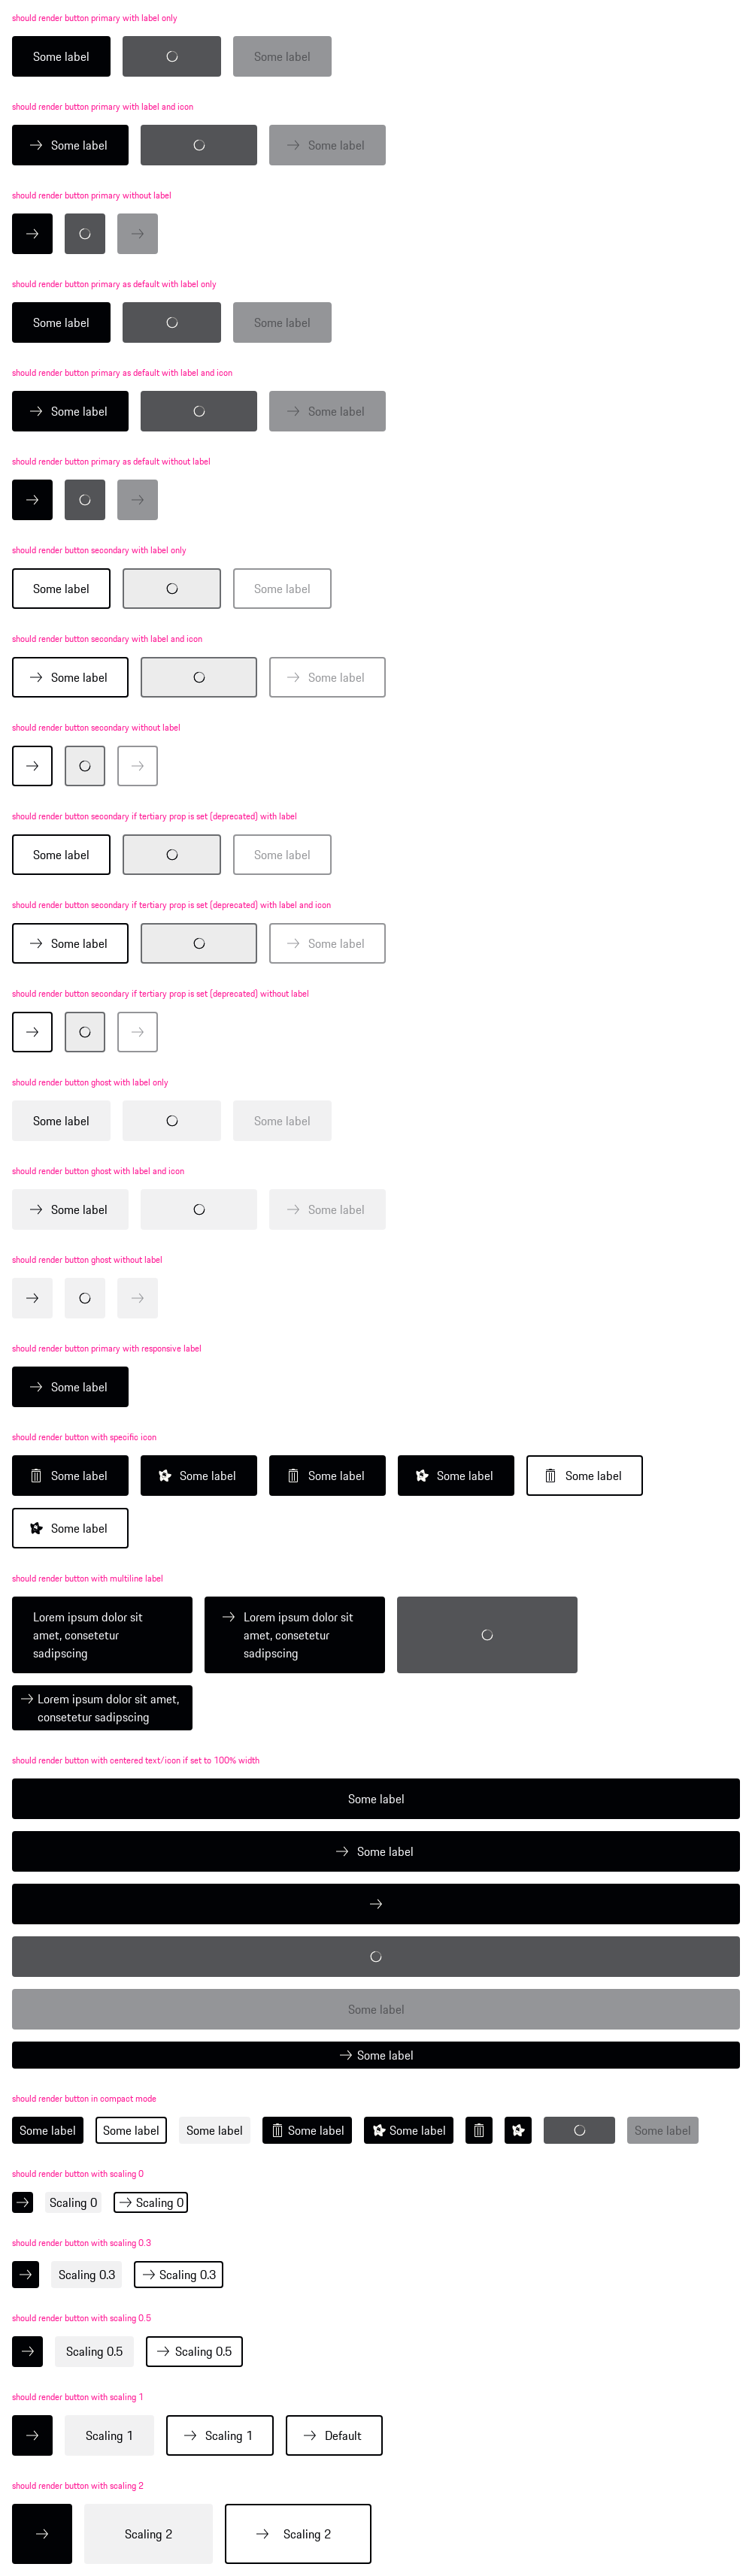 should render button primary with label only
Some label Some label
should render button primary with label and icon
Some label Some label
should render button primary without label
should render button primary as default with label only
Some label Some label
should render button primary as default with label and icon
Some label Some label
should render button primary as default without label
should render button secondary with label only
Some label Some label
should render button secondary with label and icon
Some label Some label
should render button secondary without label
should render button secondary if tertiary prop is set (deprecated) with label
Some label Some label
should render button secondary if tertiary prop is set (deprecated) with label and icon
Some label Some label
should render button secondary if tertiary prop is set (deprecated) without label
should render button ghost with label only
Some label Some label
should render button ghost with label and icon
Some label Some label
should render button ghost without label
should render button primary with responsive label
Some label
should render button with specific icon
Some label Some label Some label Some label Some label
Some label
should render button with multiline label
Lorem ipsum dolor sit
amet, consetetur
sadipscing
Lorem ipsum dolor sit
amet, consetetur
sadipscing
Lorem ipsum dolor sit amet,
consetetur sadipscing
should render button with centered text/icon if set to 100% width
Some label
Some label
Some label
Some label
should render button in compact mode
Some label Some label Some label Some label Some label Some label
should render button with scaling 0
Scaling 0 Scaling 0
should render button with scaling 0.3
Scaling 0.3 Scaling 0.3
should render button with scaling 0.5
Scaling 0.5 Scaling 0.5
should render button with scaling 1
Scaling 1 Scaling 1 Default
should render button with scaling 2
Scaling 2 Scaling 2